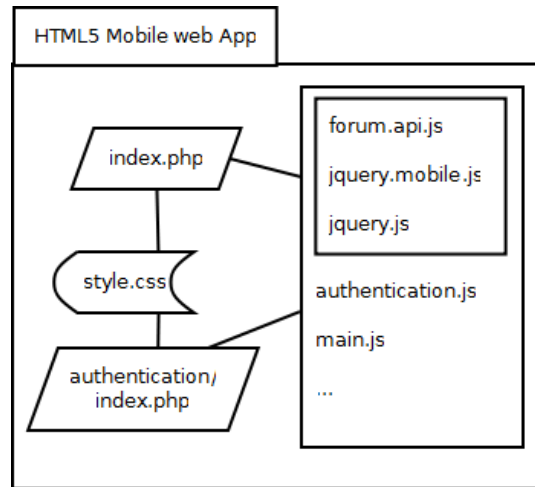 HTML5 Mobile web App
index.php
style.css
authentication/
index.php
forum.api.js
jquery.mobile.js
jquery.js
authentication.js
main.js
...